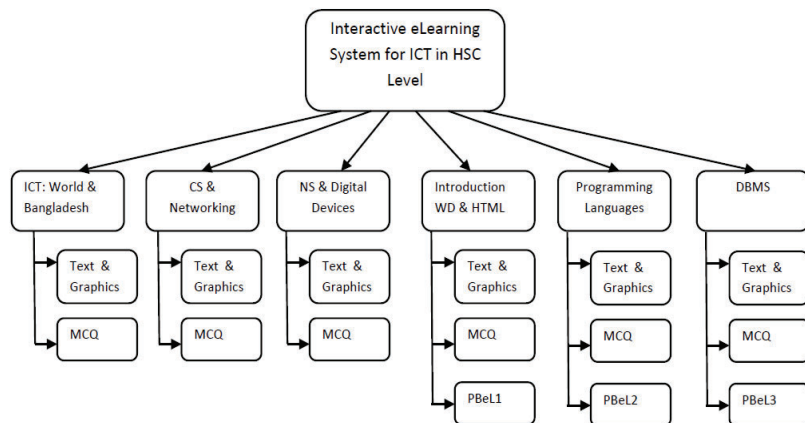 Interactive eLearning
System for ICT in HSC
Level
ICT: World &
Bangladesh
CS &
Networking
NS & Digital
Devices
Introduction
WD & HTML
Programming
Languages
DBMS
Text &
Graphics
Text &
Graphics
Text &
Graphics
Text &
Graphics
Text &
Graphics
Text &
Graphics
MCQ
MCQ
MCQ
MCQ
MCQ
MCQ
PBeL1
PBeL2
PBeL3